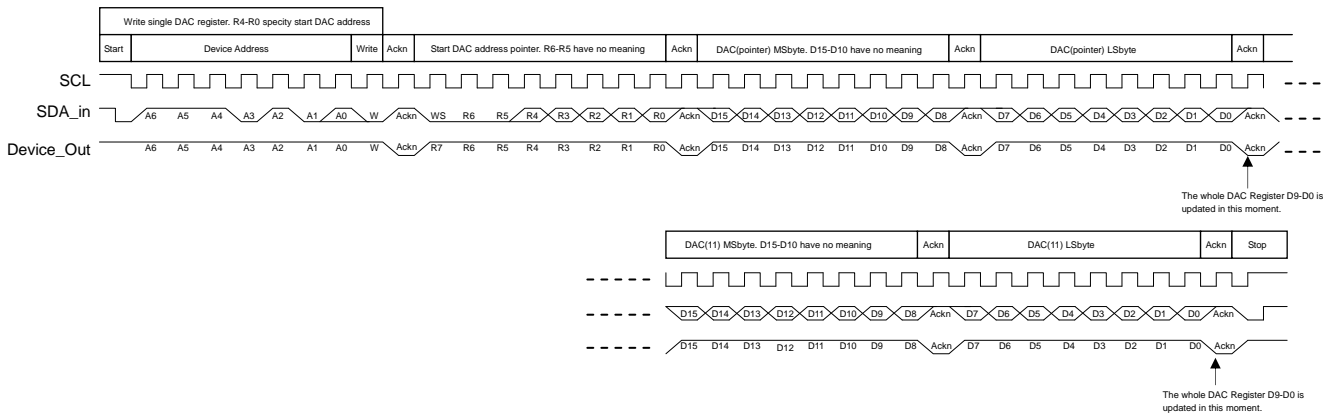 Write single DAC register. R4-R0 specity start DAC address
Start Device Address Write Ackn Start DAC address pointer. R6-R5 have no meaning Ackn DAC(pointer) MSbyte. D15-D10 have no meaning Ackn DAC(pointer) LSbyte Ackn
SCL
SDA_in A6 A5 A4 A3 A2 A1 A0 W Ackn WS R6 R5 R4 R3 R2 R1 R0 Ackn D15 D14 D13 D12 D11 D10 D9 D8 Ackn D7 D6 D5 D4 D3 D2 D1 D0 Ackn
Device_Out A6 A5 A4 A3 A2 A1 A0 W Ackn R7 R6 R5 R4 R3 R2 R1 R0 Ackn D15 D14 D13 D12 D11 D10 D9 D8 Ackn D7 D6 D5 D4 D3 D2 D1 D0 Ackn
The whole DAC Register D9-D0 is
updated in this moment.
DAC(11) MSbyte. D15-D10 have no meaning Ackn DAC(11) LSbyte Ackn Stop
D15 D14 D13 D12 D11 D10 D9 D8 Ackn D7 D6 D5 D4 D3 D2 D1 D0 Ackn
D15 D14 D13 D12 D11 D10 D9 D8 Ackn D7 D6 D5 D4 D3 D2 D1 D0 Ackn
The whole DAC Register D9-D0 is
updated in this moment.